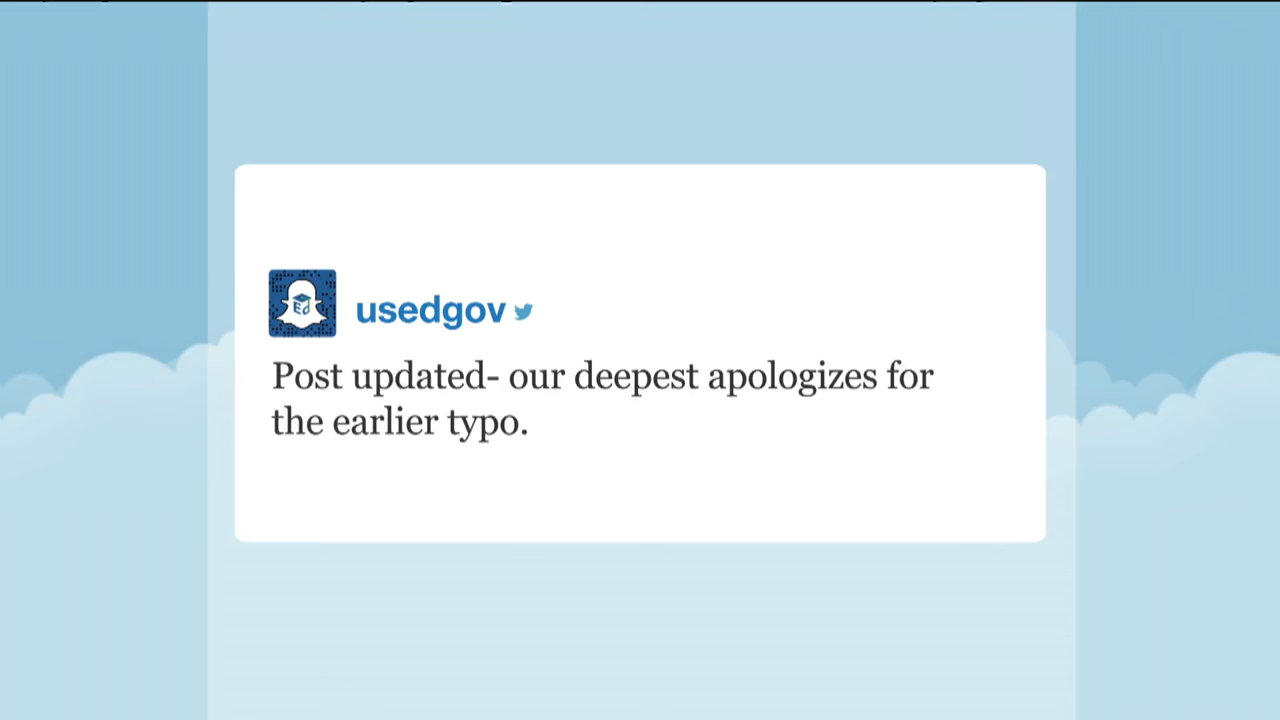 usedgov
Post updated- our deepest apologizes for
the earlier typo.